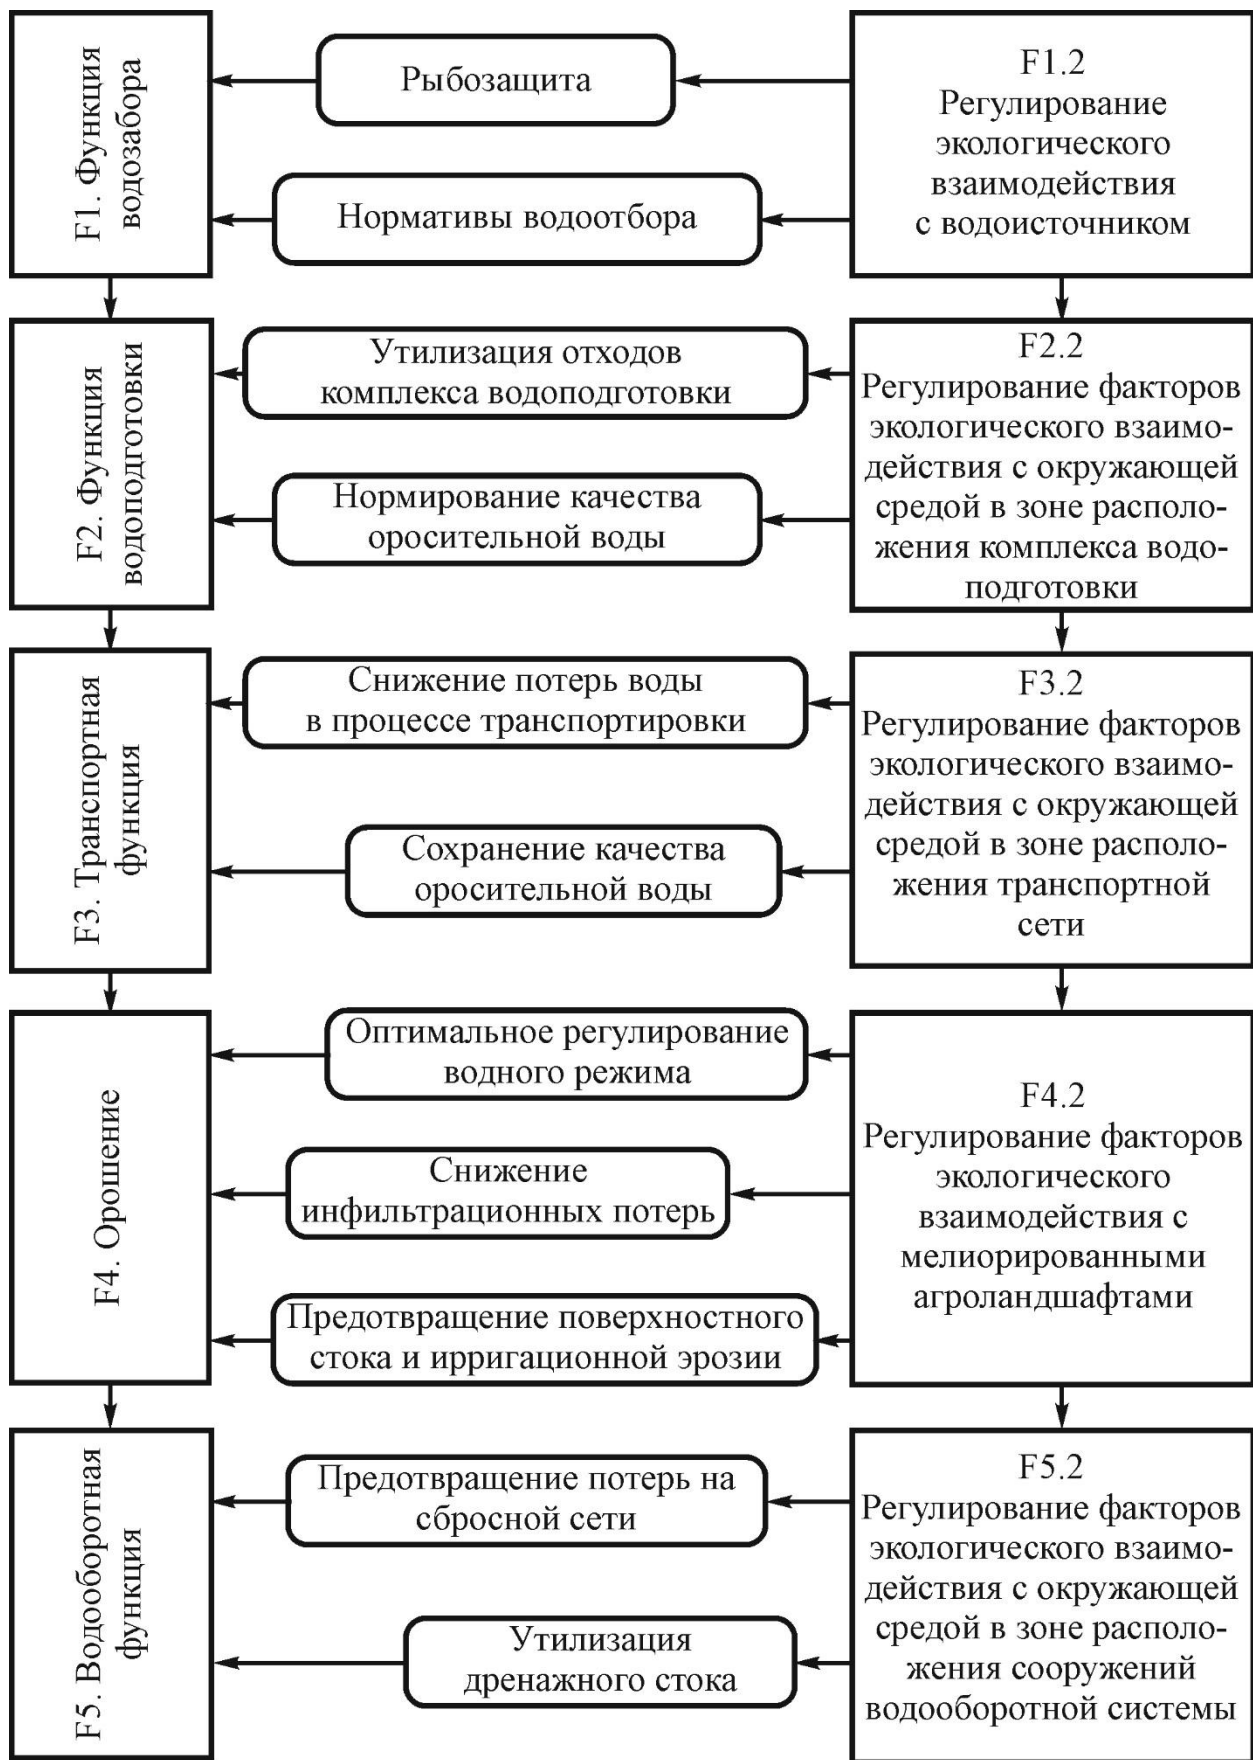 F1. Функция
водозабора
Рыбозащита
Нормативы водоотбора
F1.2
Регулирование
экологического
взаимодействия
с водоисточником
F2. Функция
водоподготовки
Утилизация отходов
комплекса водоподготовки
Нормирование качества
оросительной воды
F2.2
Регулирование факторов
экологического взаимо-
действия с окружающей
средой в зоне располо-
жения комплекса водо-
подготовки
F3. Транспортная
функция
Снижение потерь воды
в процессе транспортировки
Сохранение качества
оросительной воды
F3.2
Регулирование факторов
экологического взаимо-
действия с окружающей
средой в зоне располо-
жения транспортной
сети
F4. Орошение
Оптимальное регулирование
водного режима
Снижение
инфильтрационных потерь
Предотвращение поверхностного
стока и ирригационной эрозии
F4.2
Регулирование факторов
экологического
взаимодействия с
мелиорированными
агроландшафтами
F5. Водооборотная
функция
Предотвращение потерь на
сбросной сети
Утилизация
дренажного стока
F5.2
Регулирование факторов
экологического взаимо-
действия с окружающей
средой в зоне располо-
жения сооружений
водооборотной системы